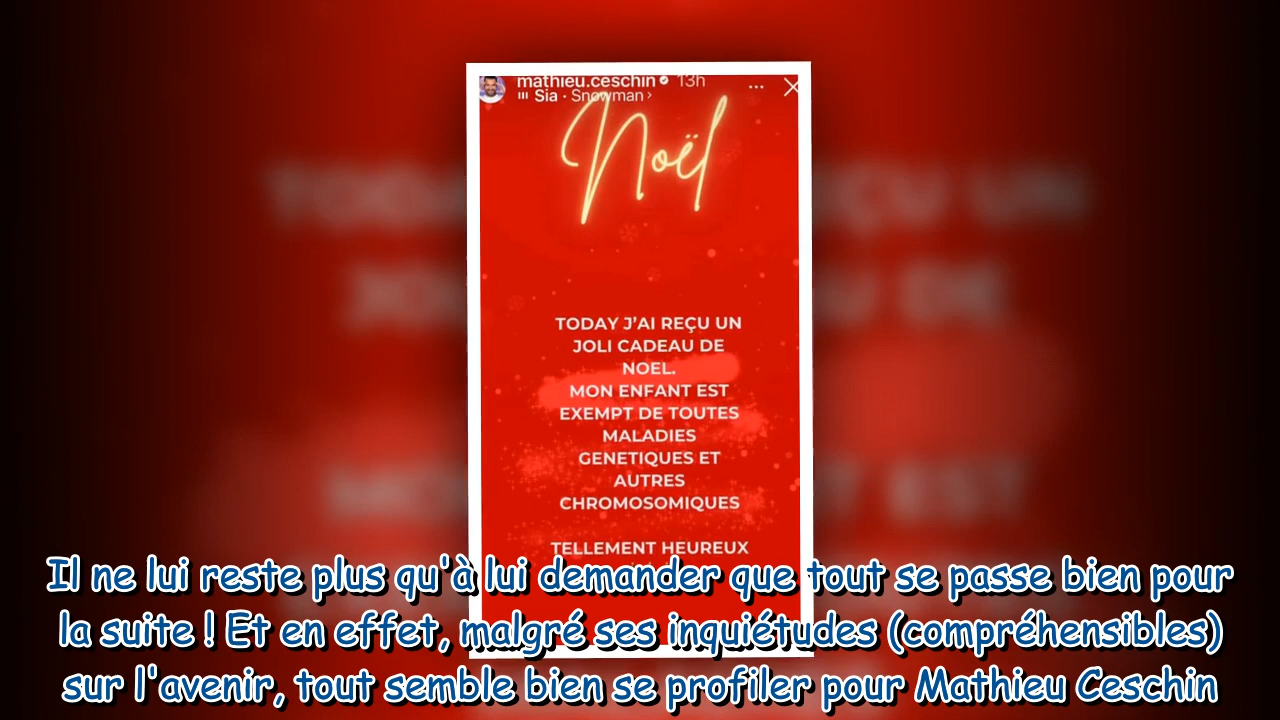 mathieu.ceschin 13h
Sia · Snowman ›
Noël
TODAY J'AI REÇU UN
JOLI CADEAU DE
NOEL.
MON ENFANT EST
EXEMPT DE TOUTES
MALADIES
GENETIQUES ET
AUTRES
CHROMOSOMIQUES
TELLEMENT HEUREUX
Il ne lui reste plus qu'à lui demander que tout se passe bien pour
la suite ! Et en effet, malgré ses inquiétudes (compréhensibles)
sur l'avenir, tout semble bien se profiler pour Mathieu Ceschin